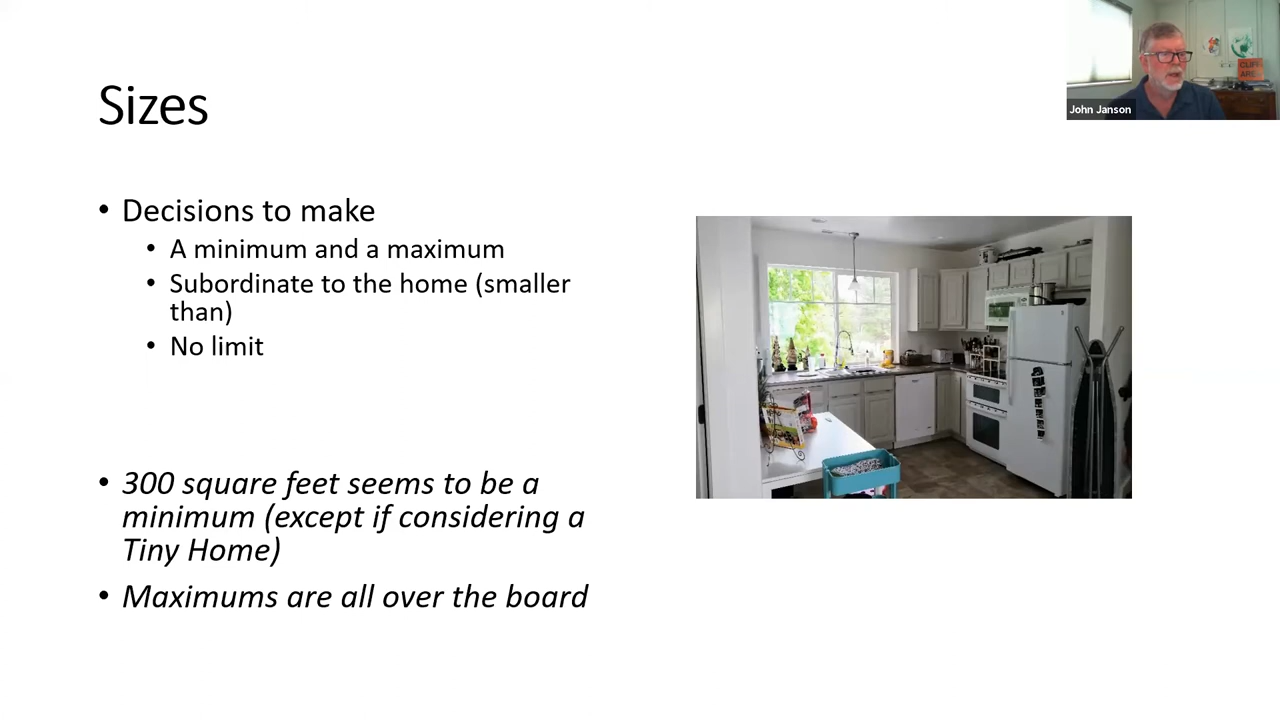 Sizes
• Decisions to make
• A minimum and a maximum
• Subordinate to the home (smaller
than)
• No limit
• 300 square feet seems to be a
minimum (except if considering a
Tiny Home)
• Maximums are all over the board
John Janson